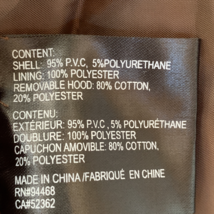 CONTENT:
SHELL: 95% P.V.C, 5%POLYURETHANE
LINING: 100% POLYESTER
REMOVABLE HOOD: 80% COTTON,
20% POLYESTER
CONTENU:
EXTÉRIEUR: 95% P.V.C , 5% POLYURÉTHANE
DOUBLURE: 100% POLYESTER
CAPUCHON AMOVIBLE: 80% COTTON,
20% POLYESTER
MADE IN CHINA / FABRIQUÉ EN CHINE
RN#94468
CA#52362